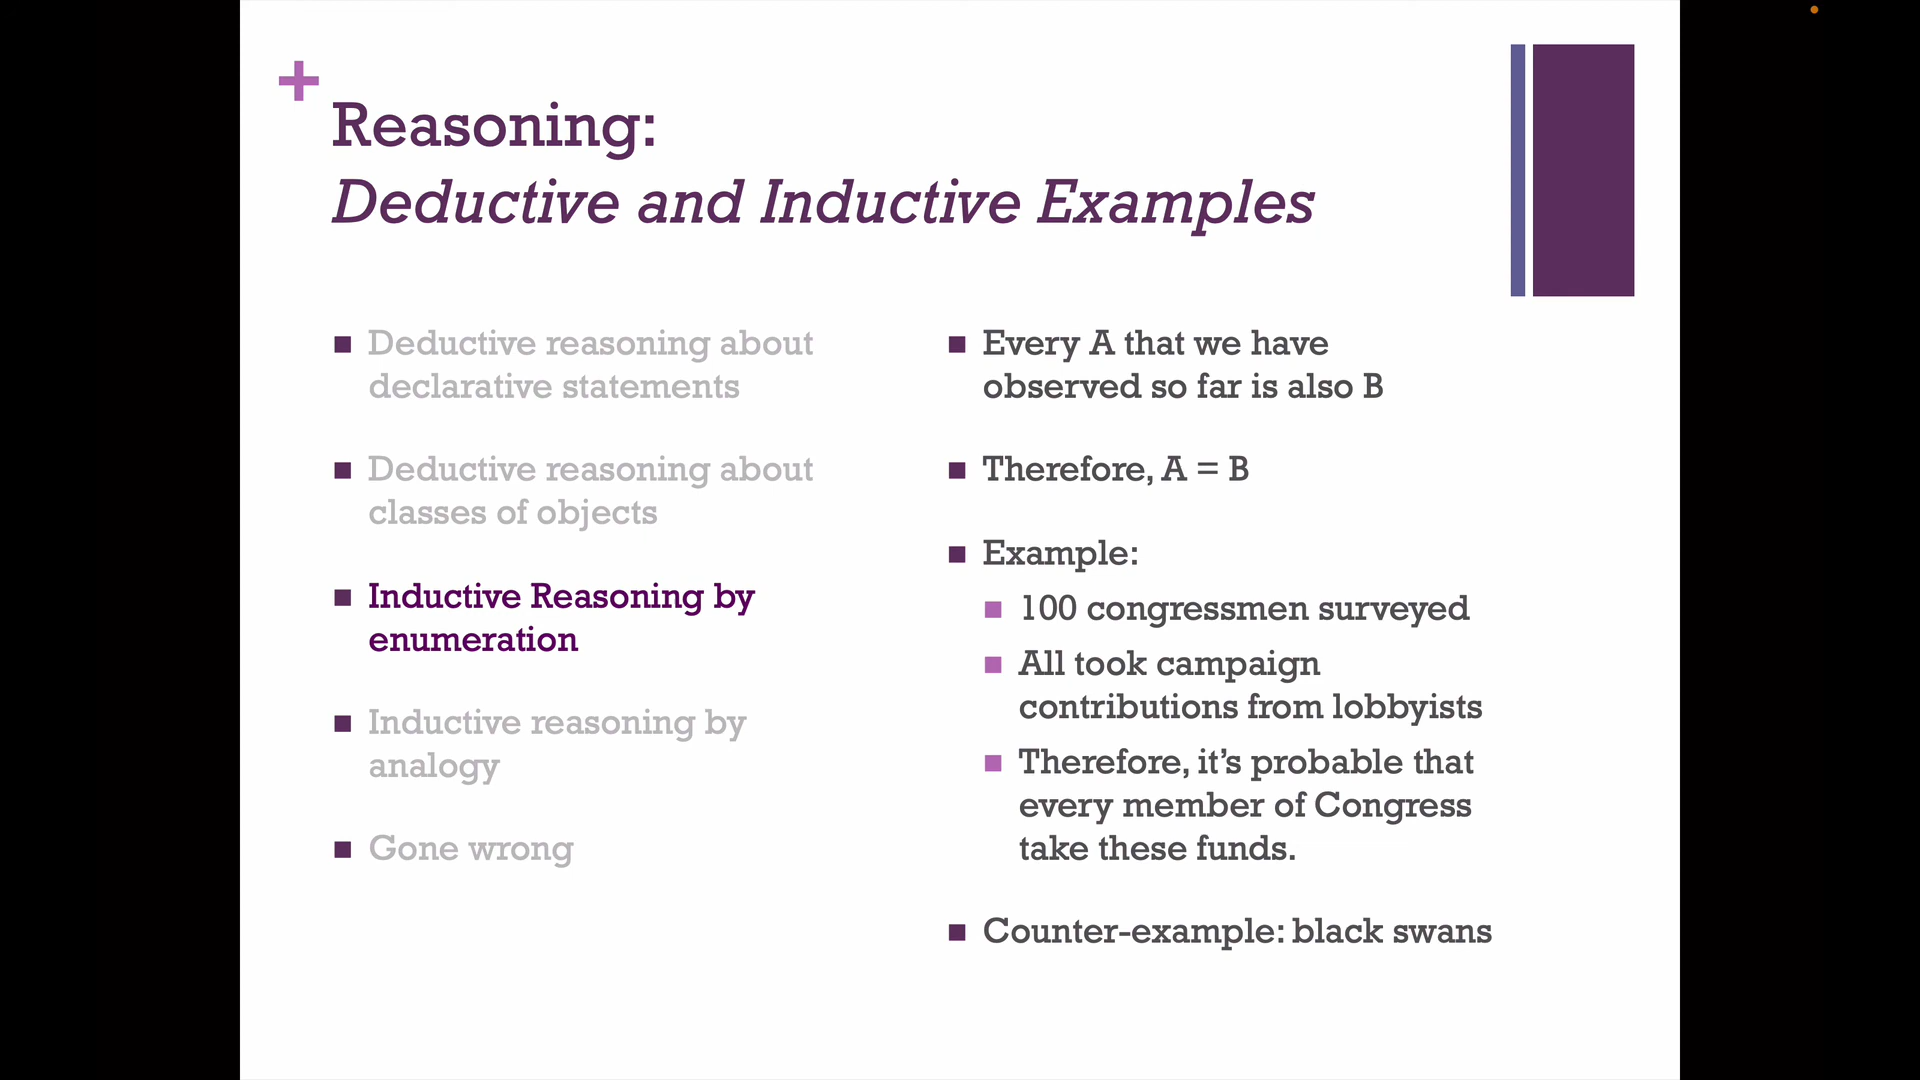 Reasoning:
Deductive and Inductive Examples
Deductive reasoning about
declarative statements
Deductive reasoning about
classes of objects
Inductive Reasoning by
enumeration
Inductive reasoning by
analogy
Gone wrong
Every A that we have
observed so far is also B
Therefore, A = B
Example:
100 congressmen surveyed
All took campaign
contributions from lobbyists
Therefore, it’s probable that
every member of Congress
take these funds.
Counter-example: black swans